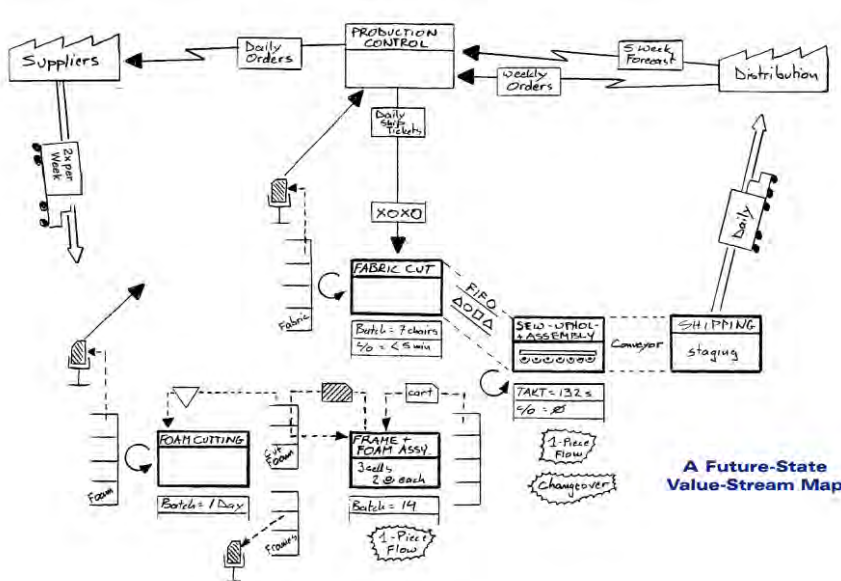 PRODUCTION
CONTROL
Suppliers
Daily
Orders
5 Week
Forecast
Weekly
Orders
Distribution
Daily
Ship
Tickets
2x per
Week
XOXO
Daily
Fabric
FABRIC CUT
Batch = 7 chairs
c/o = < 5 min
FIFO
SEW-UPHOL-
+ ASSEMBLY
TAKT = 132 s
c/o = Ø
Conveyor
SHIPPING
staging
1-Piece
Flow
Changeover
Foam
FOAM CUTTING
Batch = 1 Day
Cut
Foam
Frames
cart
FRAME +
FOAM ASSY.
3 cells
2 @ each
Batch = 14
1-Piece
Flow
A Future-State
Value-Stream Map